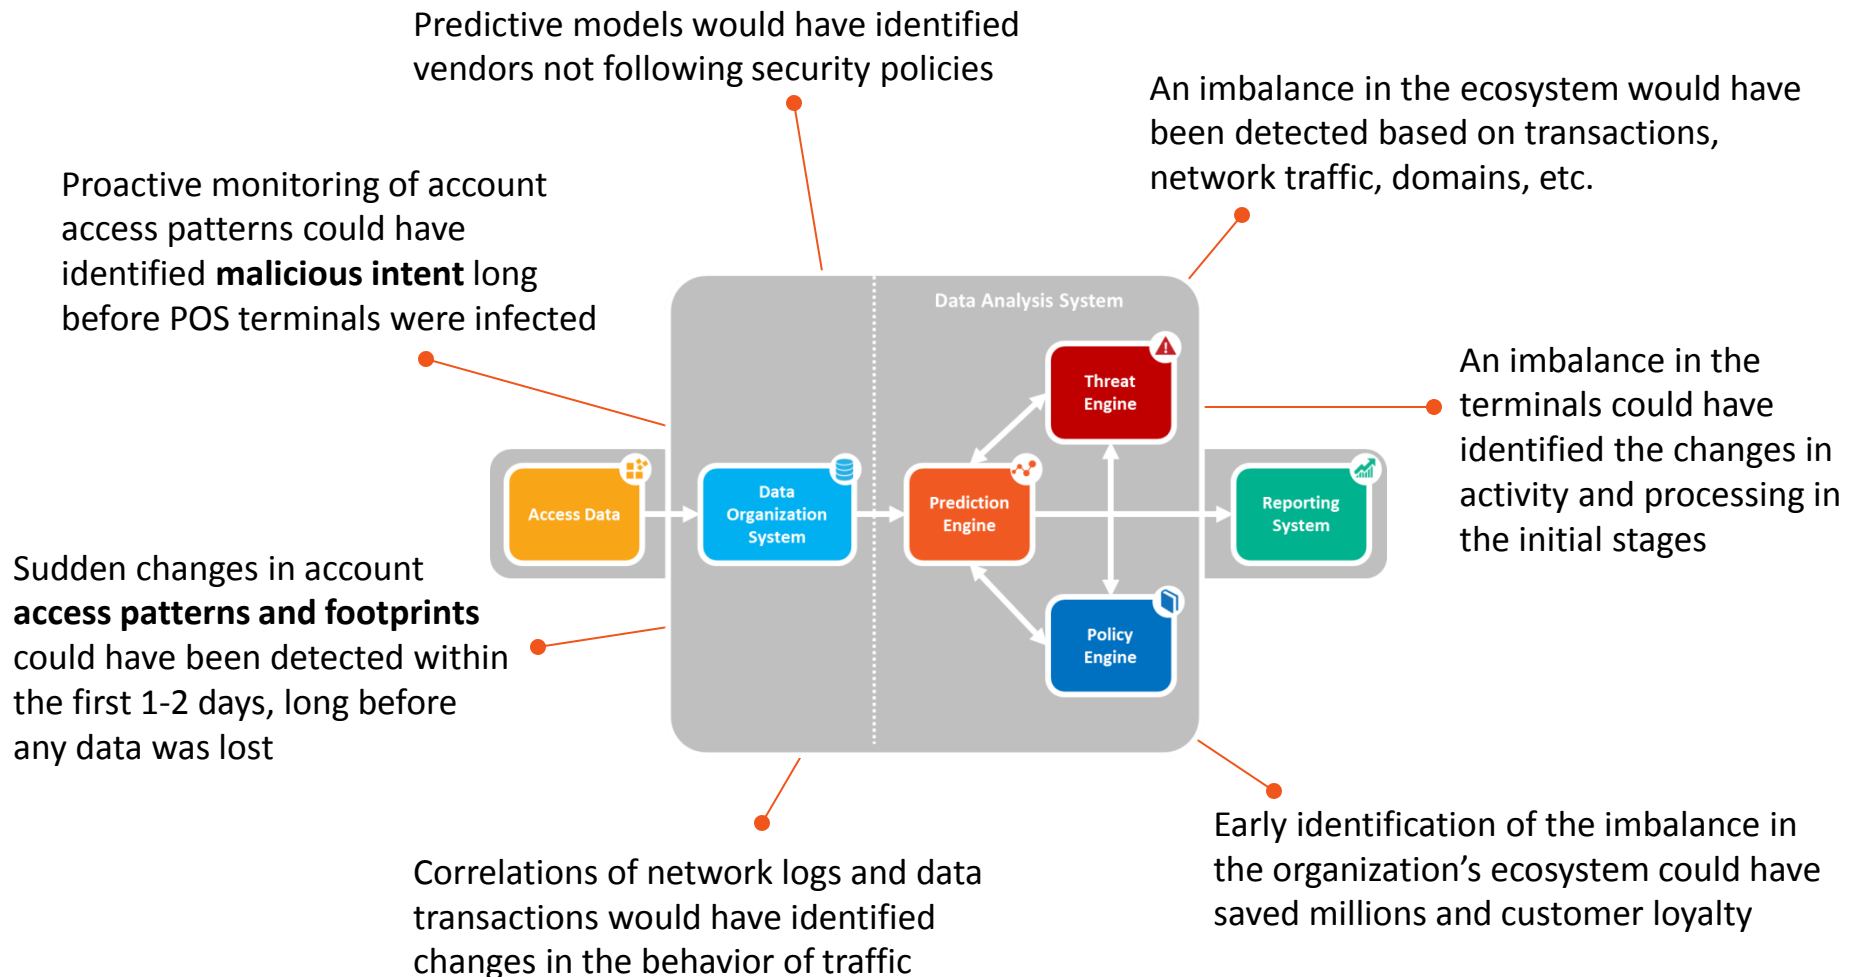 Predictive models would have identified
vendors not following security policies
An imbalance in the ecosystem would have
been detected based on transactions,
network traffic, domains, etc.
Proactive monitoring of account
access patterns could have
identified malicious intent long
before POS terminals were infected
Data Analysis System
Threat
Engine
An imbalance in the
terminals could have
identified the changes in
activity and processing in
the initial stages
Access Data
Data
Organization
System
Prediction
Engine
Reporting
System
Sudden changes in account
access patterns and footprints
could have been detected within
the first 1-2 days, long before
any data was lost
Policy
Engine
Correlations of network logs and data
transactions would have identified
changes in the behavior of traffic
Early identification of the imbalance in
the organization’s ecosystem could have
saved millions and customer loyalty